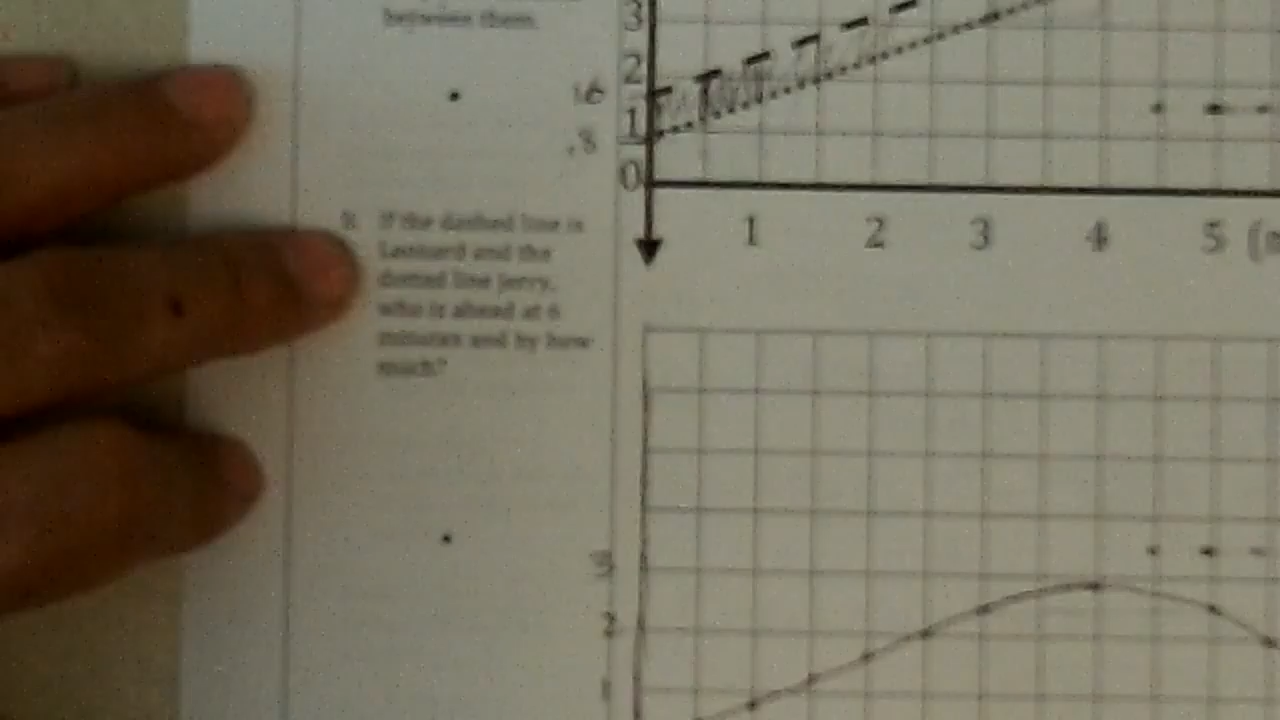 between them.
3
2
1.6
1
.8
0
1 2 3 4 5
If the dashed line is
Leonard and the
dotted line Jerry,
who is ahead at 6
minutes and by how
much?
3
2
1